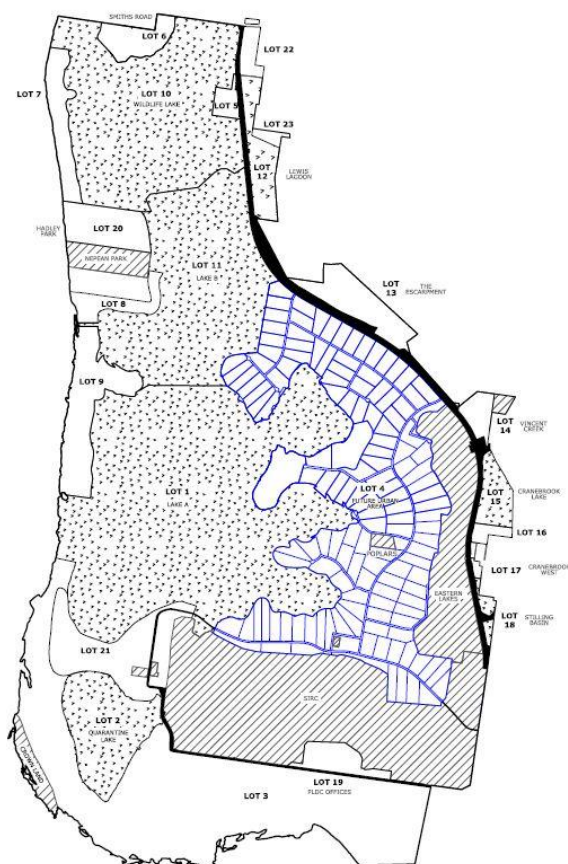 SMITHS ROAD
LOT 6
LOT 22
LOT 7
LOT 10
WILDLIFE LAKE
LOT 5
LOT 23
LOT
12
LEWIS
LAGOON
HADLEY
PARK
LOT 20
NEPEAN PARK
LOT 11
LAKE B
LOT 8
LOT
13
THE
ESCARPMENT
LOT 9
LOT
14
VINCENT
CREEK
LOT 1
LAKE A
LOT 4
FUTURE URBAN
AREA
LOT
15
CRANEBROOK
LAKE
LOT 16
POPLARS
LOT 17
CRANEBROOK
WEST
EASTERN
LAKES
LOT
18
STILLING
BASIN
LOT 21
SIRC
LOT 2
QUARANTINE
LAKE
CROWN LAND
LOT 3
LOT 19
PLDC OFFICES